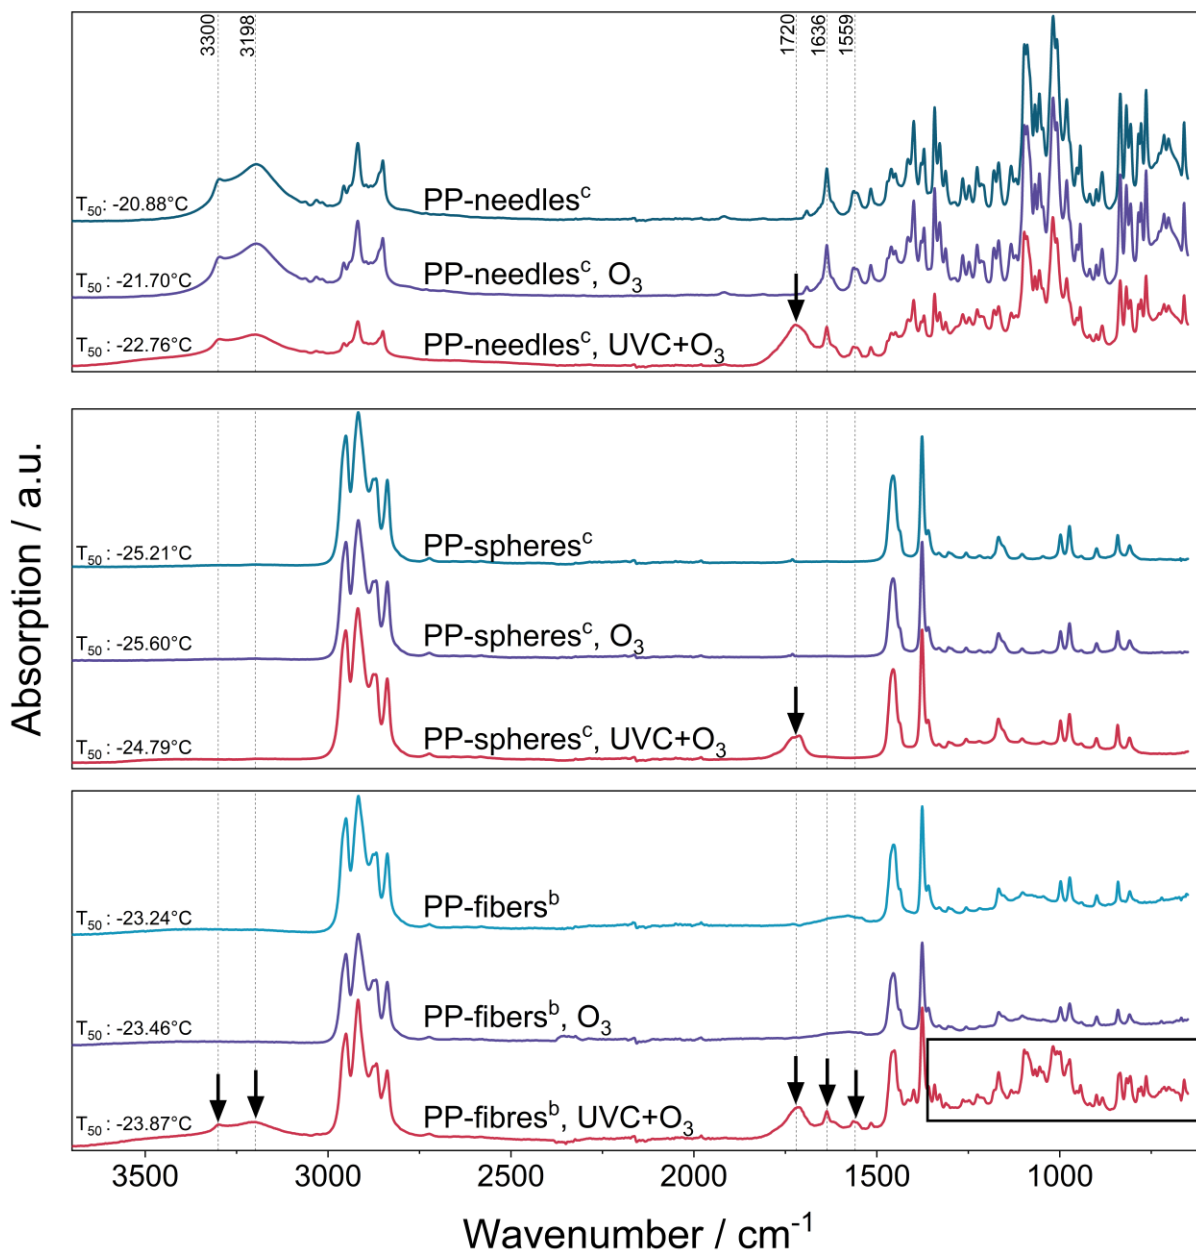 3300
3198
1720
1636
1559
T50: -20.88°C
PP-needlesᶜ
T50: -21.70°C
PP-needlesᶜ, O3
T50: -22.76°C
PP-needlesᶜ, UVC+O3
Absorption / a.u.
T50: -25.21°C
PP-spheresᶜ
T50: -25.60°C
PP-spheresᶜ, O3
T50: -24.79°C
PP-spheresᶜ, UVC+O3
T50: -23.24°C
PP-fibersᵇ
T50: -23.46°C
PP-fibersᵇ, O3
T50: -23.87°C
PP-fibresᵇ, UVC+O3
3500 3000 2500 2000 1500 1000
Wavenumber / cm⁻¹